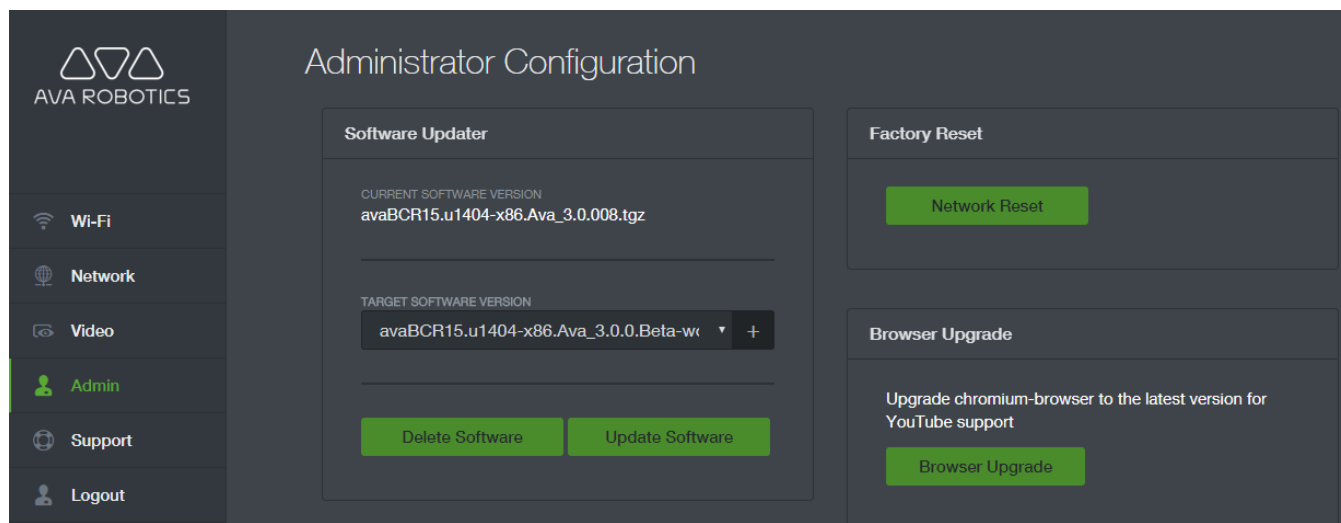 AVA ROBOTICS
Wi-Fi
Network
Video
Admin
Support
Logout
Administrator Configuration
Software Updater
CURRENT SOFTWARE VERSION
avaBCR15.u1404-x86.Ava_3.0.008.tgz
TARGET SOFTWARE VERSION
avaBCR15.u1404-x86.Ava_3.0.0.Beta-wo
+
Delete Software
Update Software
Factory Reset
Network Reset
Browser Upgrade
Upgrade chromium-browser to the latest version for
YouTube support
Browser Upgrade